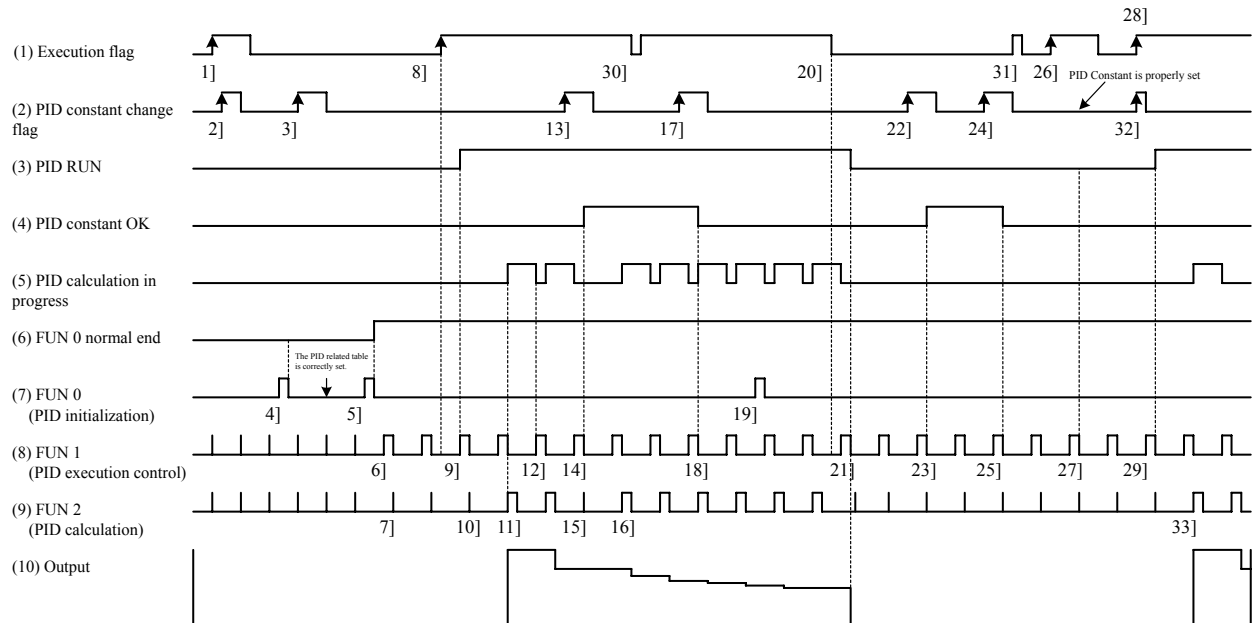 28]
(1) Execution flag
1]
8]
30]
20]
31]
26]
PID Constant is properly set
(2) PID constant change
flag
2]
3]
13]
17]
22]
24]
32]
(3) PID RUN
(4) PID constant OK
(5) PID calculation in
progress
(6) FUN 0 normal end
The PID related table
is correctly set.
(7) FUN 0
(PID initialization)
4]
5]
19]
(8) FUN 1
(PID execution control)
6]
9]
12]
14]
18]
21]
23]
25]
27]
29]
(9) FUN 2
(PID calculation)
7]
10]
11]
15]
16]
33]
(10) Output